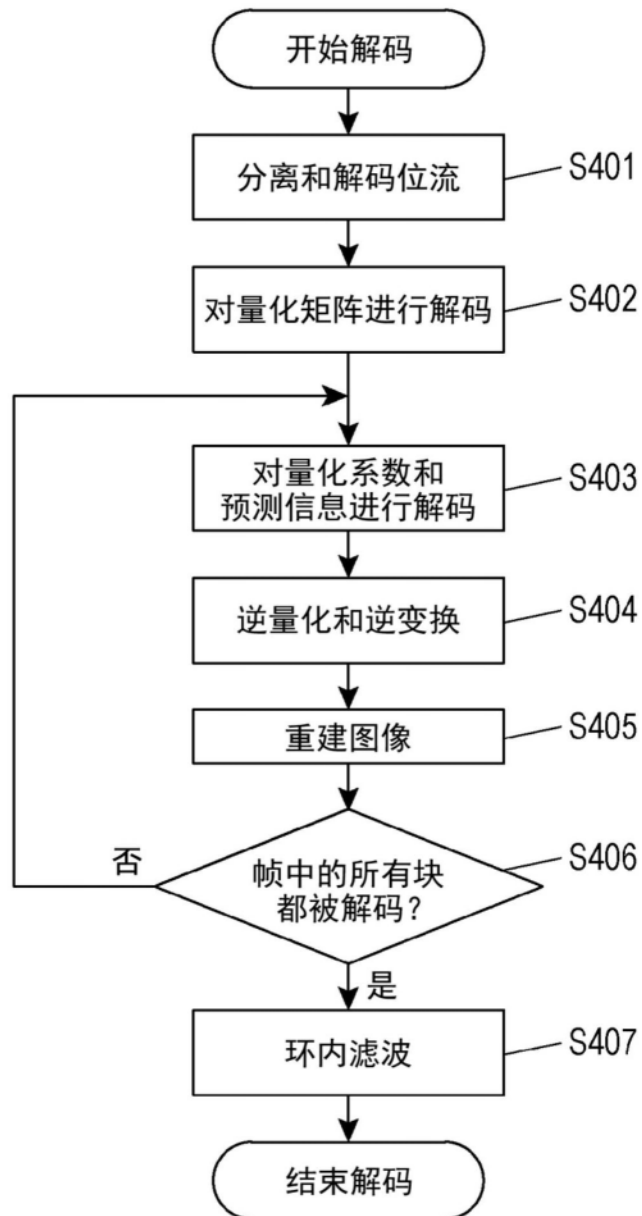 开始解码
分离和解码位流
S401
对量化矩阵进行解码
S402
对量化系数和
预测信息进行解码
S403
逆量化和逆变换
S404
重建图像
S405
帧中的所有块
都被解码?
S406
否
是
环内滤波
S407
结束解码